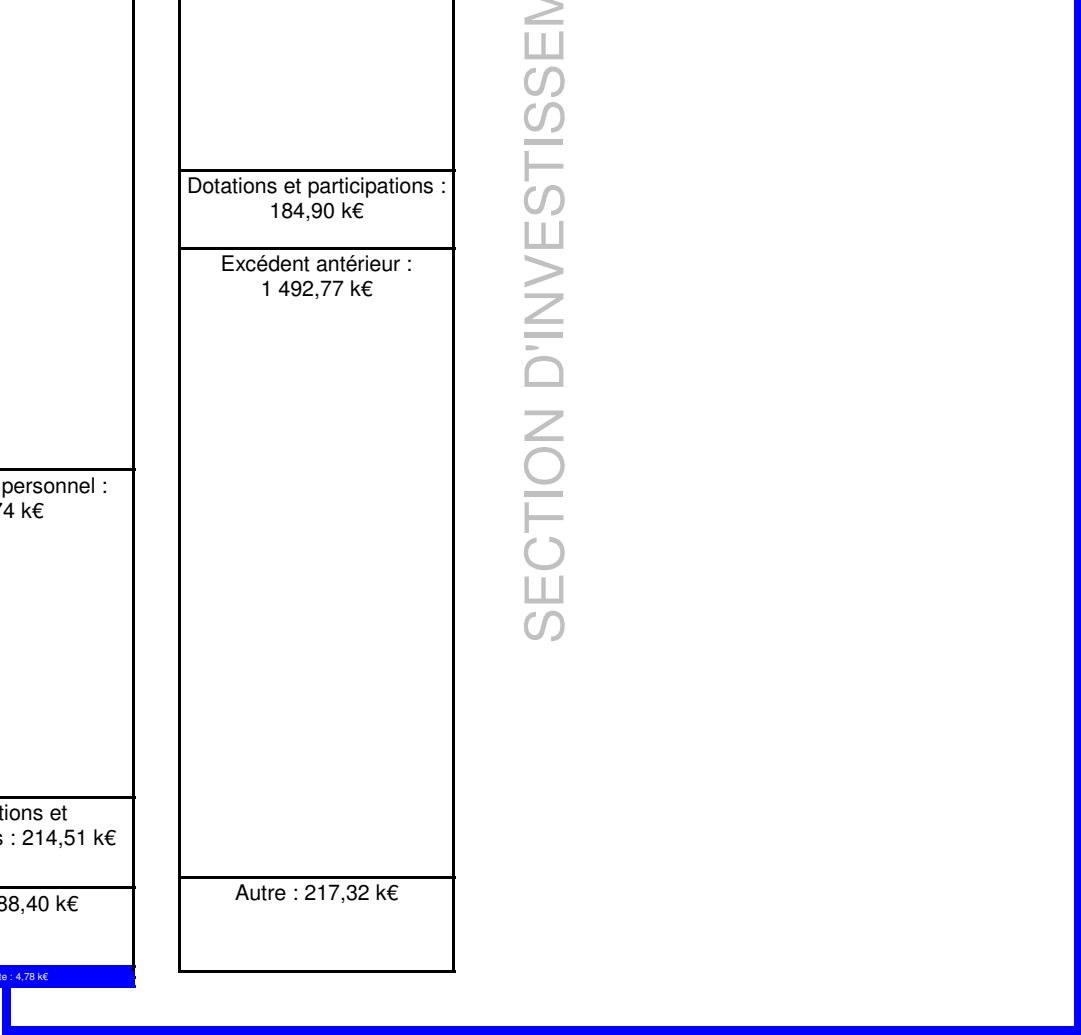 personnel :
74 k€
tions et
s : 214,51 k€
88,40 k€
te : 4,78 k€
Dotations et participations :
184,90 k€
Excédent antérieur :
1 492,77 k€
Autre : 217,32 k€
SECTION D'INVESTISSEM